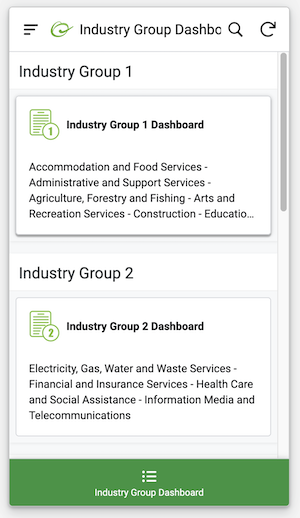 Industry Group Dashbo
Industry Group 1
1
Industry Group 1 Dashboard
Accommodation and Food Services -
Administrative and Support Services -
Agriculture, Forestry and Fishing - Arts and
Recreation Services - Construction - Educatio...
Industry Group 2
2
Industry Group 2 Dashboard
Electricity, Gas, Water and Waste Services -
Financial and Insurance Services - Health Care
and Social Assistance - Information Media and
Telecommunications
Industry Group Dashboard